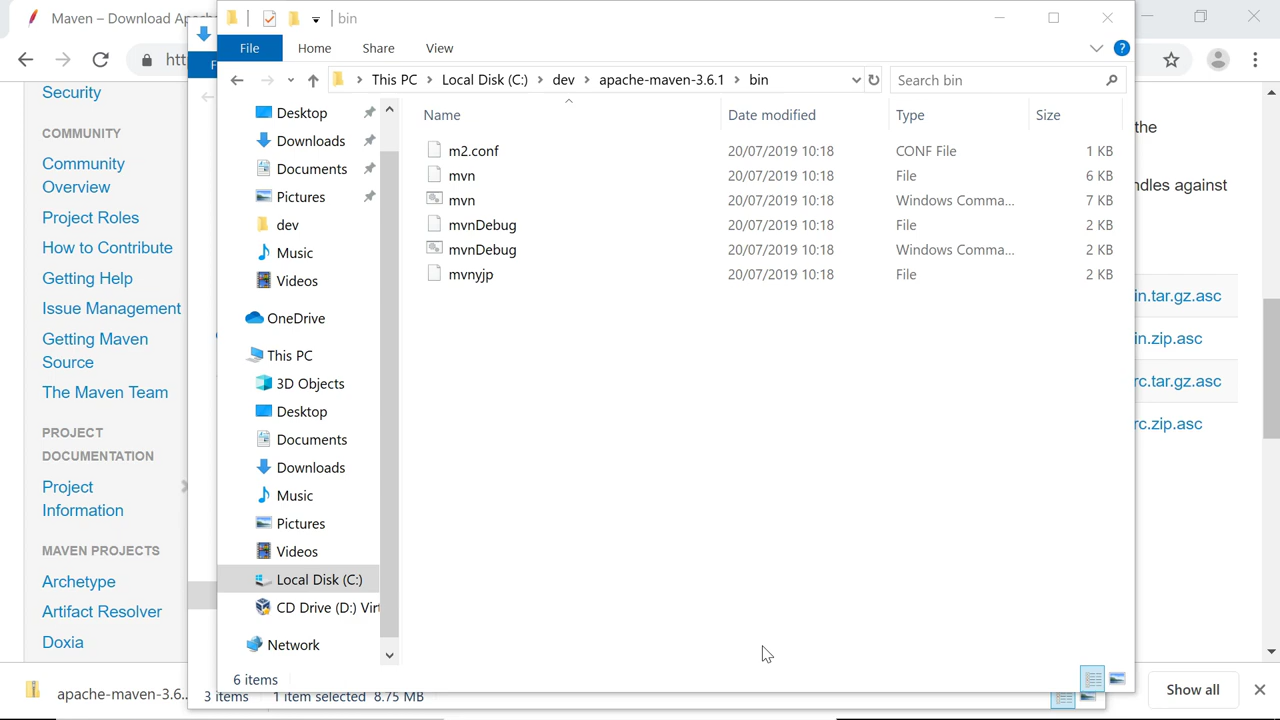 Maven – Download Apac
bin
File
Home
Share
View
htt
This PC
Local Disk (C:)
dev
apache-maven-3.6.1
bin
Search bin
Name
Date modified
Type
Size
m2.conf 20/07/2019 10:18 CONF File 1 KB
mvn 20/07/2019 10:18 File 6 KB
mvn 20/07/2019 10:18 Windows Comma... 7 KB
mvnDebug 20/07/2019 10:18 File 2 KB
mvnDebug 20/07/2019 10:18 Windows Comma... 2 KB
mvnyjp 20/07/2019 10:18 File 2 KB
Desktop
Downloads
Documents
Pictures
dev
Music
Videos
OneDrive
This PC
3D Objects
Desktop
Documents
Downloads
Music
Pictures
Videos
Local Disk (C:)
CD Drive (D:) Virt
Network
6 items
3 items 1 item selected 8.75 MB
Security
COMMUNITY
Community
Overview
Project Roles
How to Contribute
Getting Help
Issue Management
Getting Maven
Source
The Maven Team
PROJECT
DOCUMENTATION
Project
Information
MAVEN PROJECTS
Archetype
Artifact Resolver
Doxia
the
ndles against
in.tar.gz.asc
in.zip.asc
rc.tar.gz.asc
rc.zip.asc
apache-maven-3.6...
Show all